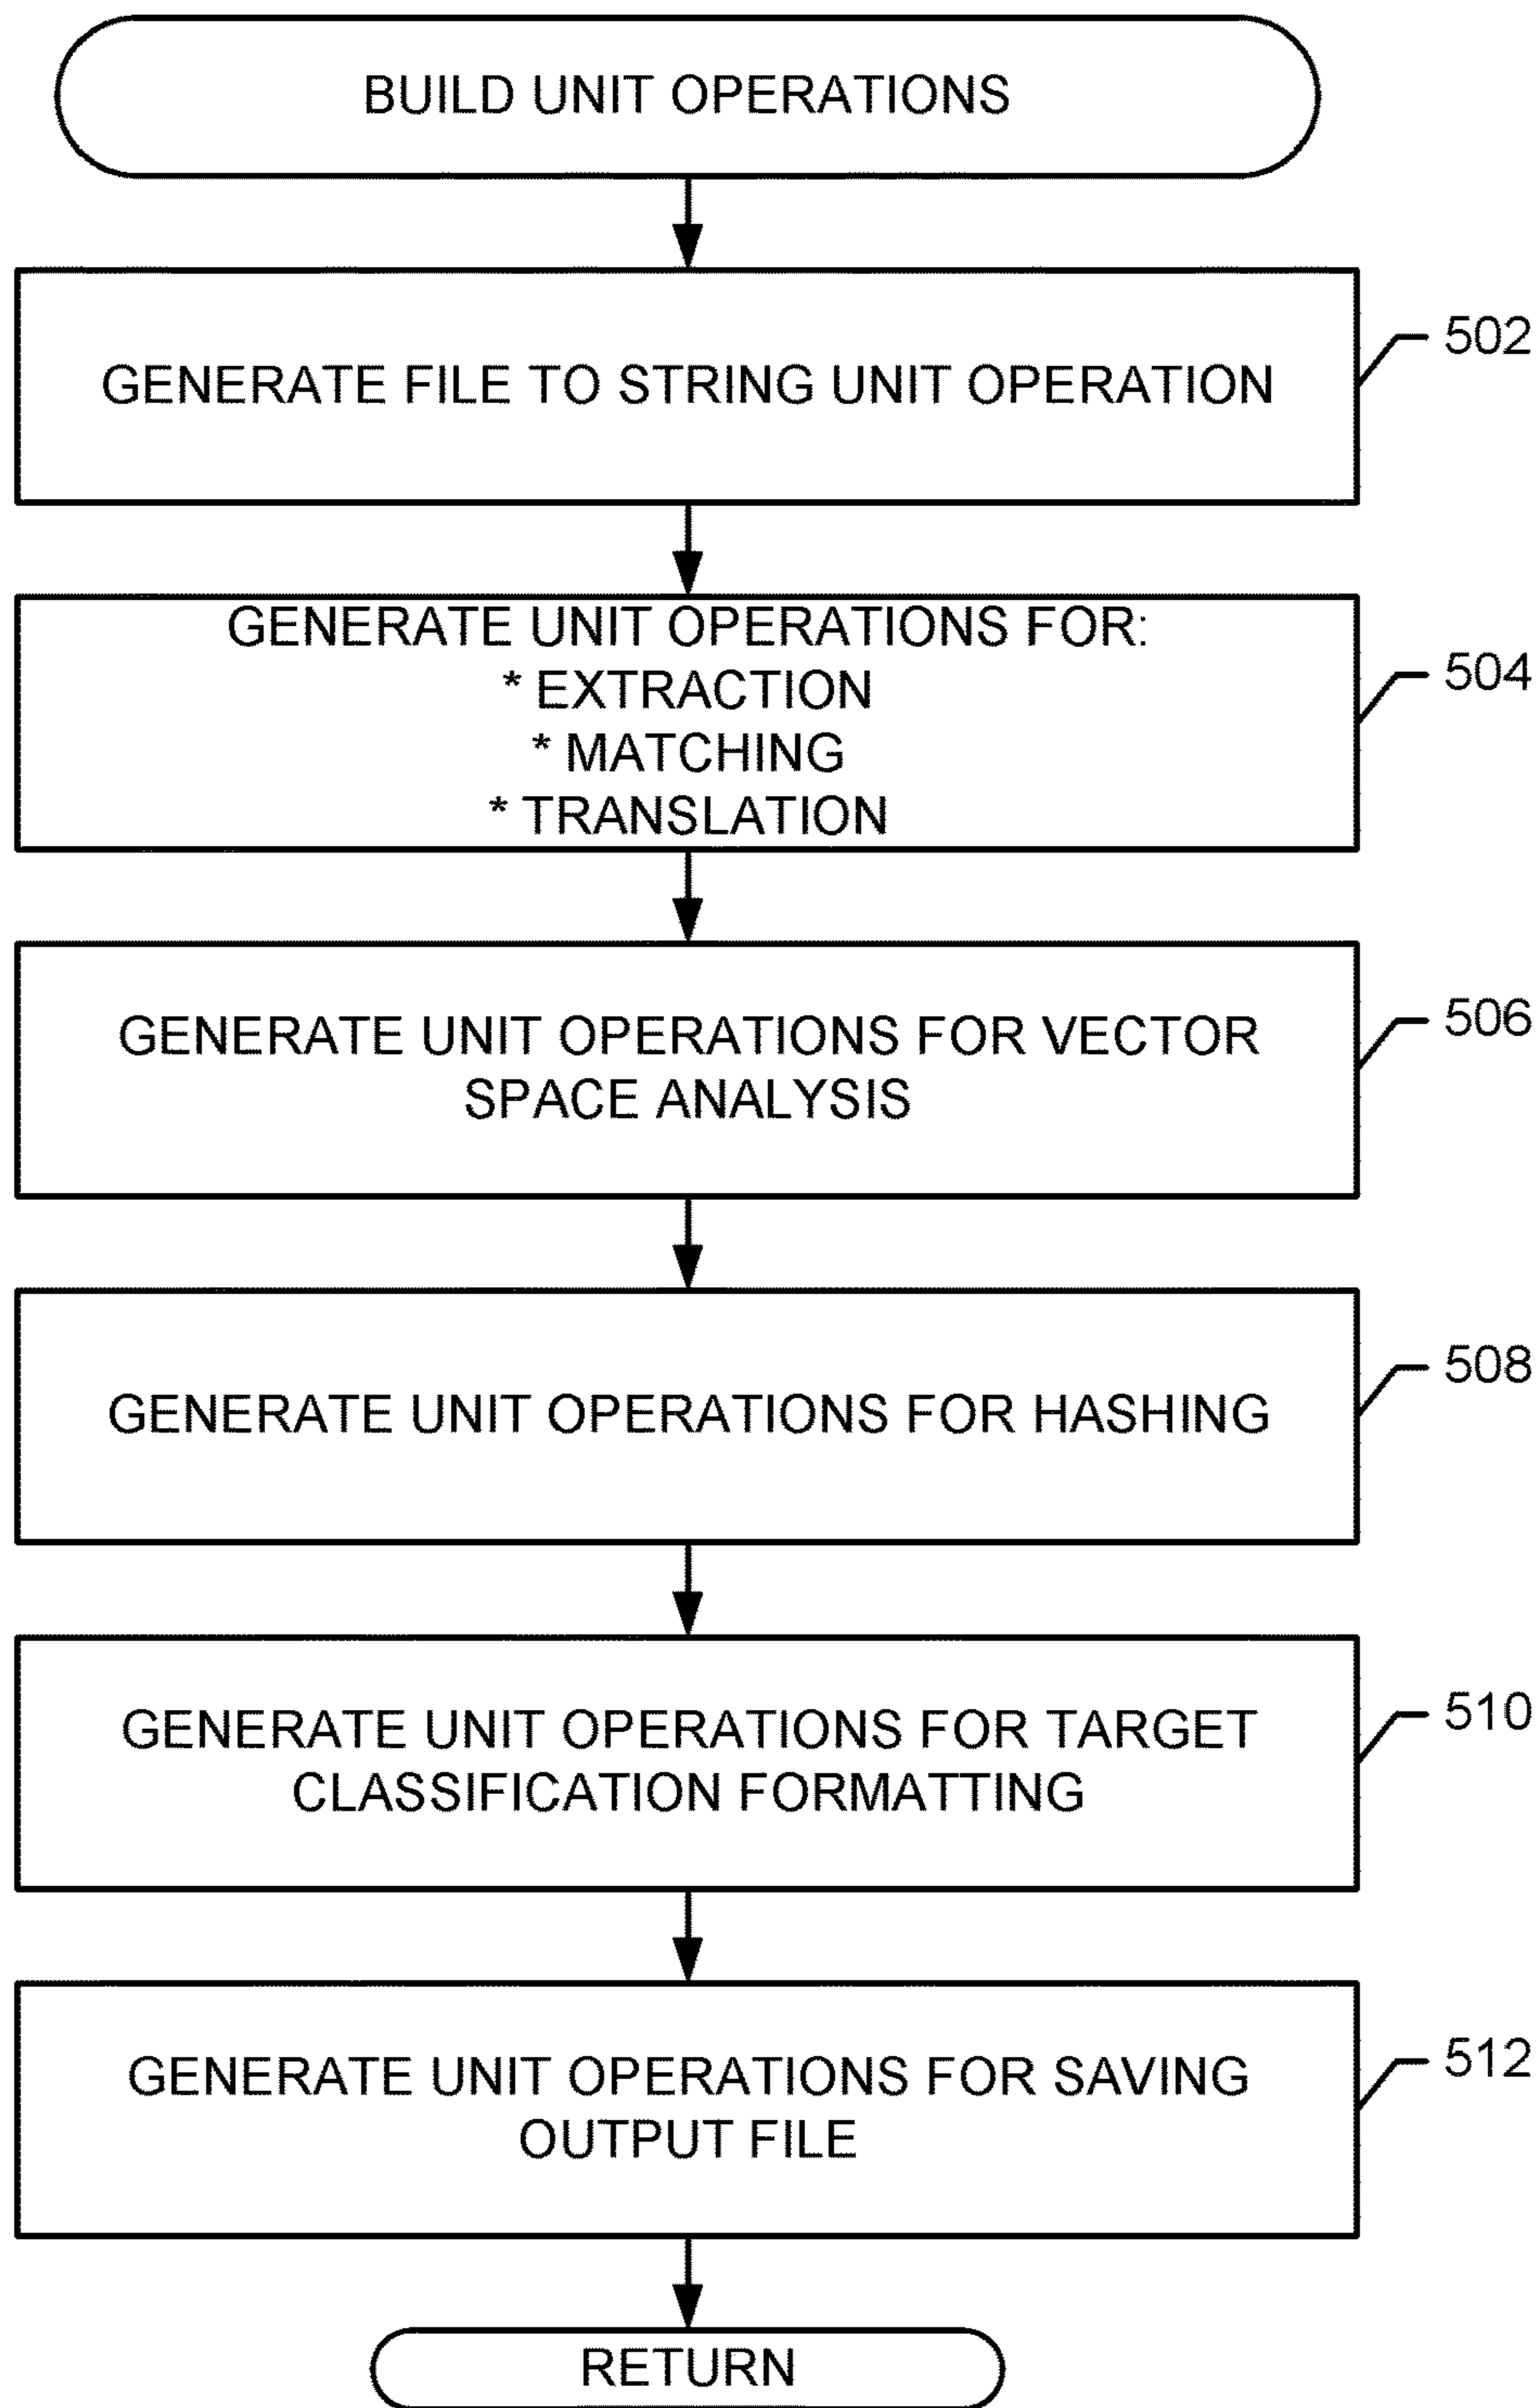 BUILD UNIT OPERATIONS
GENERATE FILE TO STRING UNIT OPERATION
502
GENERATE UNIT OPERATIONS FOR:
* EXTRACTION
* MATCHING
* TRANSLATION
504
GENERATE UNIT OPERATIONS FOR VECTOR
SPACE ANALYSIS
506
GENERATE UNIT OPERATIONS FOR HASHING
508
GENERATE UNIT OPERATIONS FOR TARGET
CLASSIFICATION FORMATTING
510
GENERATE UNIT OPERATIONS FOR SAVING
OUTPUT FILE
512
RETURN